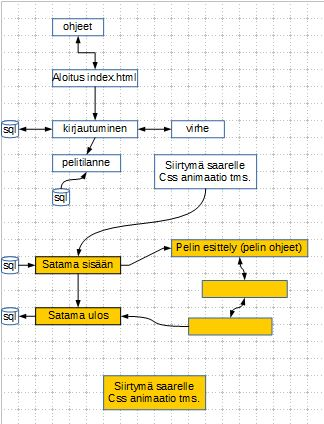 ohjeet
Aloitus index.html
sql
kirjautuminen
virhe
pelitilanne
Siirtymä saarelle
Css animaatio tms.
sql
Pelin esittely (pelin ohjeet)
sql
Satama sisään
sql
Satama ulos
Siirtymä saarelle
Css animaatio tms.